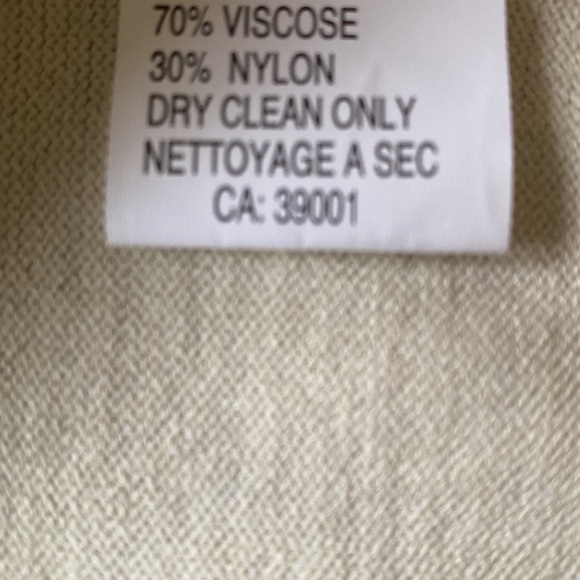 70% VISCOSE
30% NYLON
DRY CLEAN ONLY
NETTOYAGE A SEC
CA: 39001